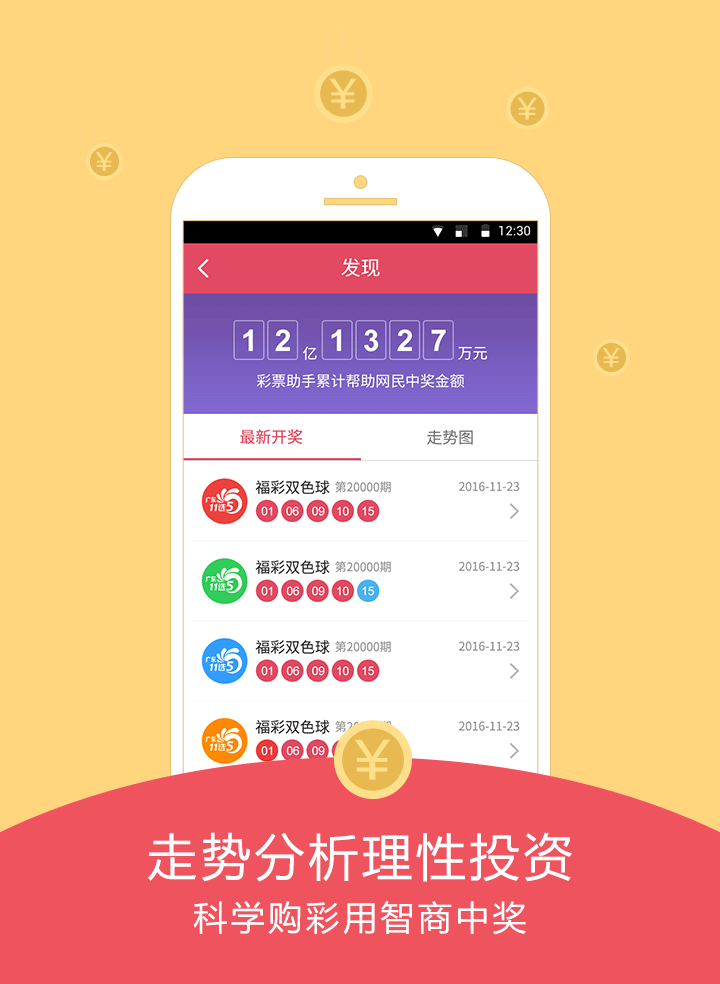 ¥
¥
¥
12:30
发现
12亿1327万元
彩票助手累计帮助网民中奖金额
¥
最新开奖 走势图
广东 11选5 福彩双色球 第20000期 2016-11-23
01 06 09 10 15
广东 11选5 福彩双色球 第20000期 2016-11-23
01 06 09 10 15
广东 11选5 福彩双色球 第20000期 2016-11-23
01 06 09 10 15
广东 11选5 福彩双色球 2016-11-23
01 06 09
¥
走势分析理性投资
科学购彩用智商中奖